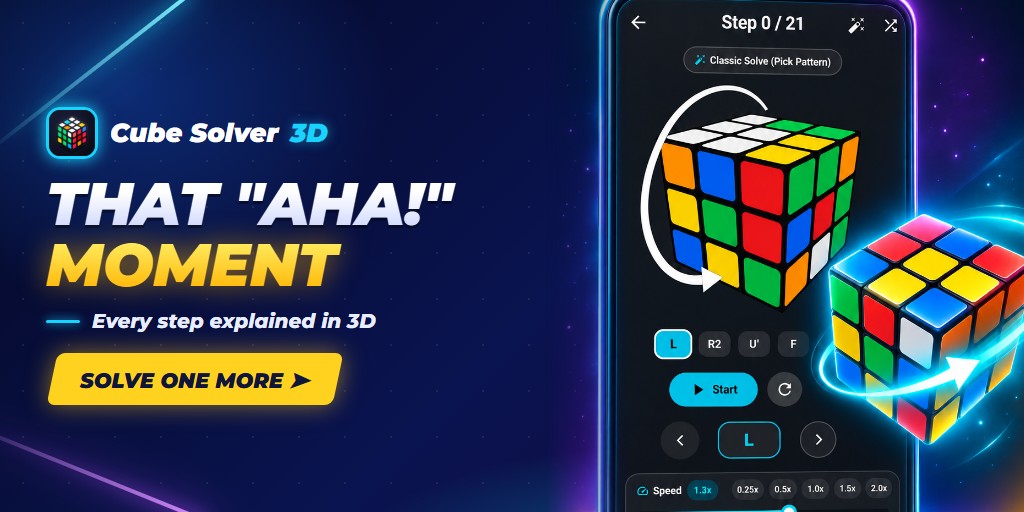 Cube Solver 3D
THAT "AHA!"
MOMENT
Every step explained in 3D
SOLVE ONE MORE ➤
Step 0 / 21
Classic Solve (Pick Pattern)
L R2 U' F
Start
L
Speed 1.3x 0.25x 0.5x 1.0x 1.5x 2.0x